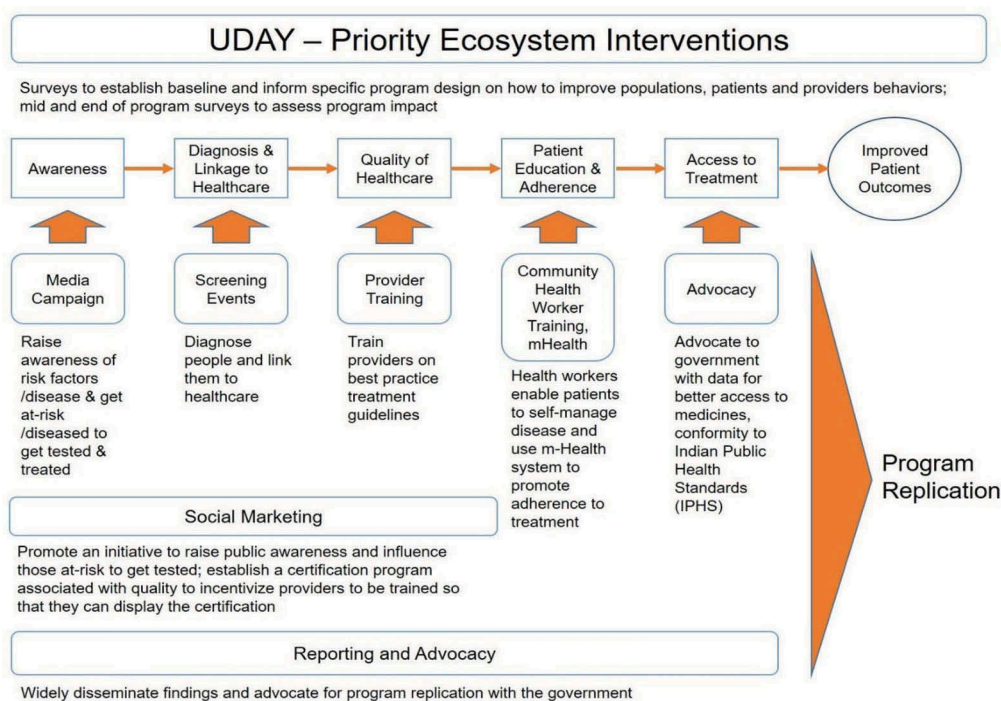 UDAY – Priority Ecosystem Interventions
Surveys to establish baseline and inform specific program design on how to improve populations, patients and providers behaviors;
mid and end of program surveys to assess program impact
Awareness
Diagnosis &
Linkage to
Healthcare
Quality of
Healthcare
Patient
Education &
Adherence
Access to
Treatment
Improved
Patient
Outcomes
Media
Campaign
Screening
Events
Provider
Training
Community
Health
Worker
Training,
mHealth
Advocacy
Raise
awareness of
risk factors
/disease & get
at-risk
/diseased to
get tested &
treated
Diagnose
people and link
them to
healthcare
Train
providers on
best practice
treatment
guidelines
Health workers
enable patients
to self-manage
disease and
use m-Health
system to
promote
adherence to
treatment
Advocate to
government
with data for
better access to
medicines,
conformity to
Indian Public
Health
Standards
(IPHS)
Program
Replication
Social Marketing
Promote an initiative to raise public awareness and influence
those at-risk to get tested; establish a certification program
associated with quality to incentivize providers to be trained so
that they can display the certification
Reporting and Advocacy
Widely disseminate findings and advocate for program replication with the government